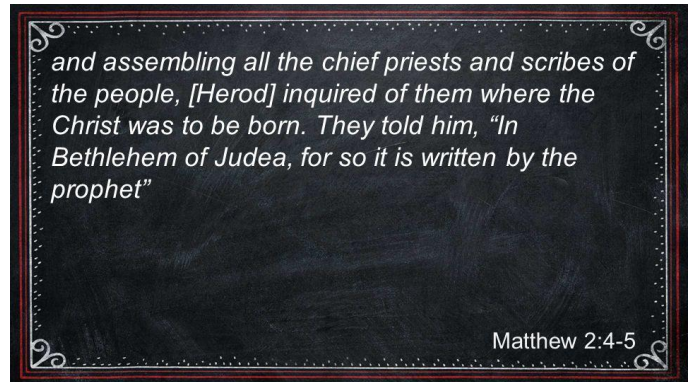 and assembling all the chief priests and scribes of
the people, [Herod] inquired of them where the
Christ was to be born. They told him, “In
Bethlehem of Judea, for so it is written by the
prophet”
Matthew 2:4-5